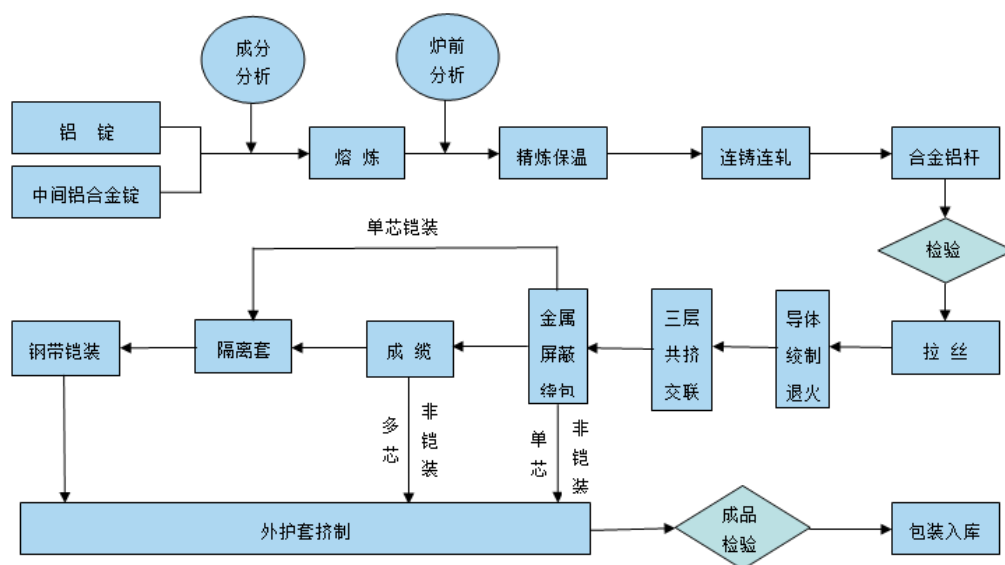 成分
分析
炉前
分析
铝 锭
中间铝合金锭
熔 炼
精炼保温
连铸连轧
合金铝杆
检验
单芯铠装
钢带铠装
隔离套
成 缆
金属
屏蔽
绕包
三层
共挤
交联
导体
绞制
退火
拉 丝
多芯
非铠装
单芯
非铠装
外护套挤制
成品
检验
包装入库